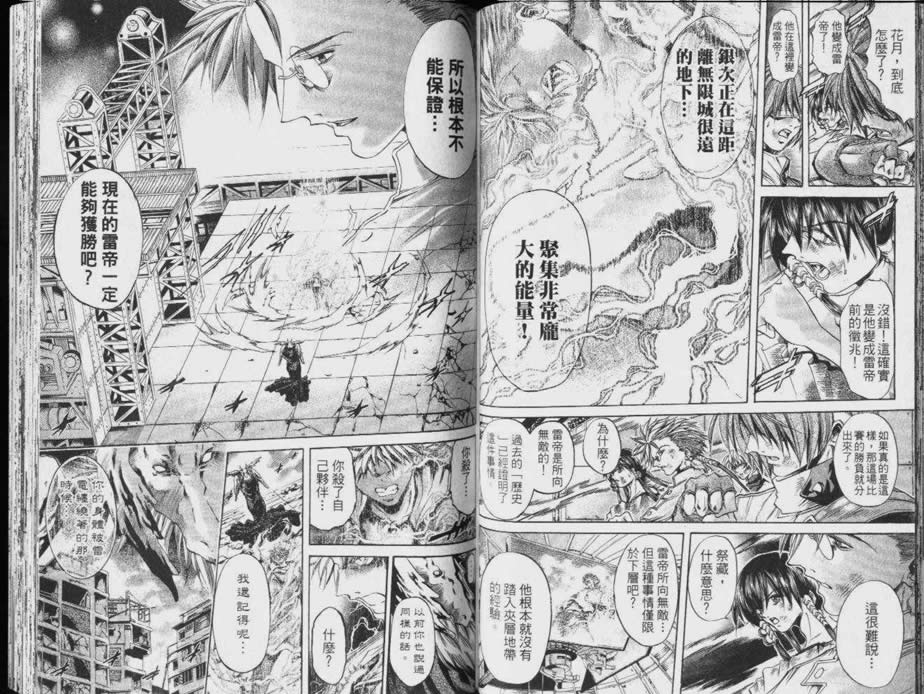 花月，到底
怎麼了？
他變成雷
帝了！
他在這裡變
成雷帝？
銀次正在這距
離無限城很遠
的地下…
聚集非常龐
大的能量！
沒錯！這確實
是他變成雷帝
前的徵兆！
如果真的是這
樣，那這場比
賽的勝負就分
出來了。
為什麼？
雷帝是所向
無敵的！
過去的「歷史
」已經證明了
這件事情
這很難說…
祭藏，
什麼意思？
雷帝所向無敵…
但這種事情僅限
於下層吧？
他根本就沒有
踏入夾層地帶
的經驗。
所以根本不
能保證…
現在的雷帝一定
能夠獲勝吧？
你殺了…
你殺了自
己夥伴…
以前你也說過
同樣的話。
什麼？
我還記得呢…
你的身體被雷
電纏繞著的那
時候